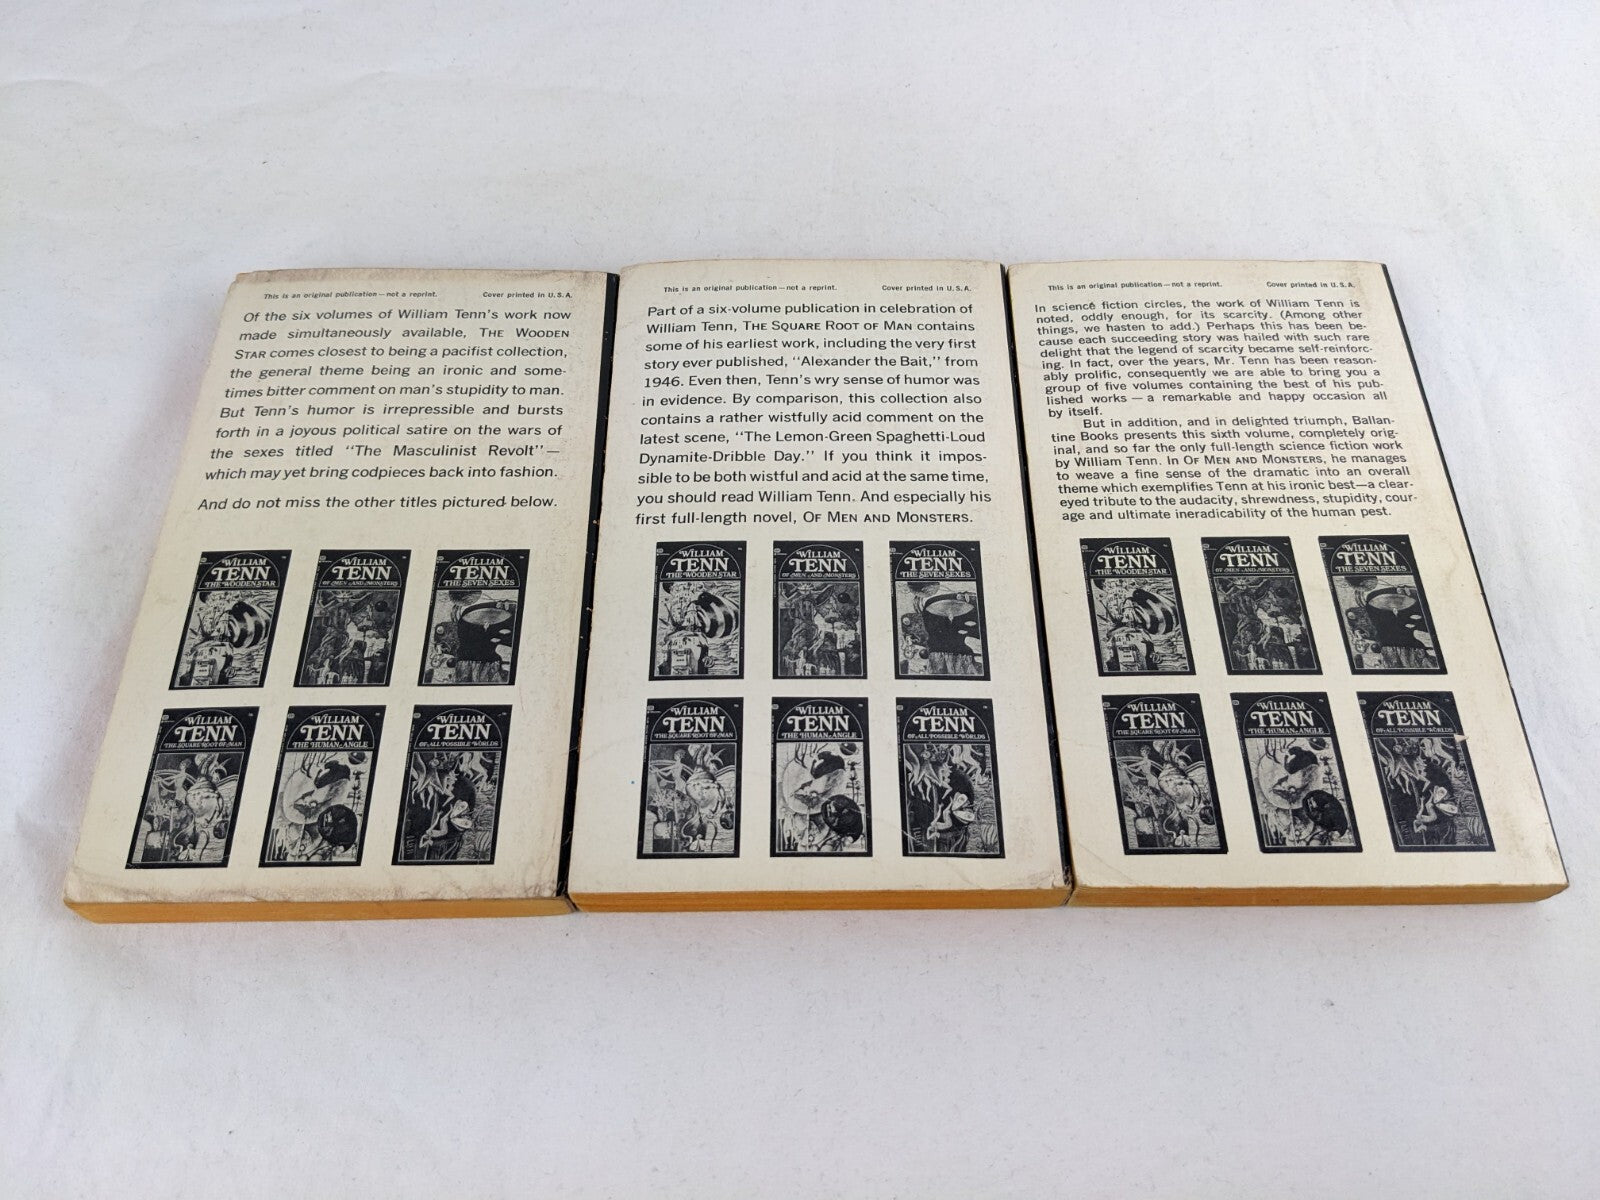 This is an original publication—not a reprint. Cover printed in U.S.A.
Of the six volumes of William Tenn's work now
made simultaneously available, THE WOODEN
STAR comes closest to being a pacifist collection,
the general theme being an ironic and some-
times bitter comment on man's stupidity to man.
But Tenn's humor is irrepressible and bursts
forth in a joyous political satire on the wars of
the sexes titled "The Masculinist Revolt"—
which may yet bring codpieces back into fashion.
And do not miss the other titles pictured below.
WILLIAM
TENN
THE WOODEN STAR
WILLIAM
TENN
OF MEN AND MONSTERS
WILLIAM
TENN
THE SEVEN SEXES
WILLIAM
TENN
THE SQUARE ROOT OF MAN
WILLIAM
TENN
THE HUMAN ANGLE
WILLIAM
TENN
OF ALL POSSIBLE WORLDS
This is an original publication—not a reprint. Cover printed in U.S.A.
Part of a six-volume publication in celebration of
William Tenn, THE SQUARE ROOT OF MAN contains
some of his earliest work, including the very first
story ever published, "Alexander the Bait," from
1946. Even then, Tenn's wry sense of humor was
in evidence. By comparison, this collection also
contains a rather wistfully acid comment on the
latest scene, "The Lemon-Green Spaghetti-Loud
Dynamite-Dribble Day." If you think it impos-
sible to be both wistful and acid at the same time,
you should read William Tenn. And especially his
first full-length novel, OF MEN AND MONSTERS.
WILLIAM
TENN
THE WOODEN STAR
WILLIAM
TENN
OF MEN AND MONSTERS
WILLIAM
TENN
THE SEVEN SEXES
WILLIAM
TENN
THE SQUARE ROOT OF MAN
WILLIAM
TENN
THE HUMAN ANGLE
WILLIAM
TENN
OF ALL POSSIBLE WORLDS
This is an original publication—not a reprint. Cover printed in U.S.A.
In science fiction circles, the work of William Tenn is
noted, oddly enough, for its scarcity. (Among other
things, we hasten to add.) Perhaps this has been be-
cause each succeeding story was hailed with such rare
delight that the legend of scarcity became self-reinforc-
ing. In fact, over the years, Mr. Tenn has been reason-
ably prolific, consequently we are able to bring you a
group of five volumes containing the best of his pub-
lished works — a remarkable and happy occasion all
by itself.
But in addition, and in delighted triumph, Ballan-
tine Books presents this sixth volume, completely orig-
inal, and so far the only full-length science fiction work
by William Tenn. In OF MEN AND MONSTERS, he manages
to weave a fine sense of the dramatic into an overall
theme which exemplifies Tenn at his ironic best—a clear-
eyed tribute to the audacity, shrewdness, stupidity, cour-
age and ultimate ineradicability of the human pest.
WILLIAM
TENN
THE WOODEN STAR
WILLIAM
TENN
OF MEN AND MONSTERS
WILLIAM
TENN
THE SEVEN SEXES
WILLIAM
TENN
THE SQUARE ROOT OF MAN
WILLIAM
TENN
THE HUMAN ANGLE
WILLIAM
TENN
OF ALL POSSIBLE WORLDS